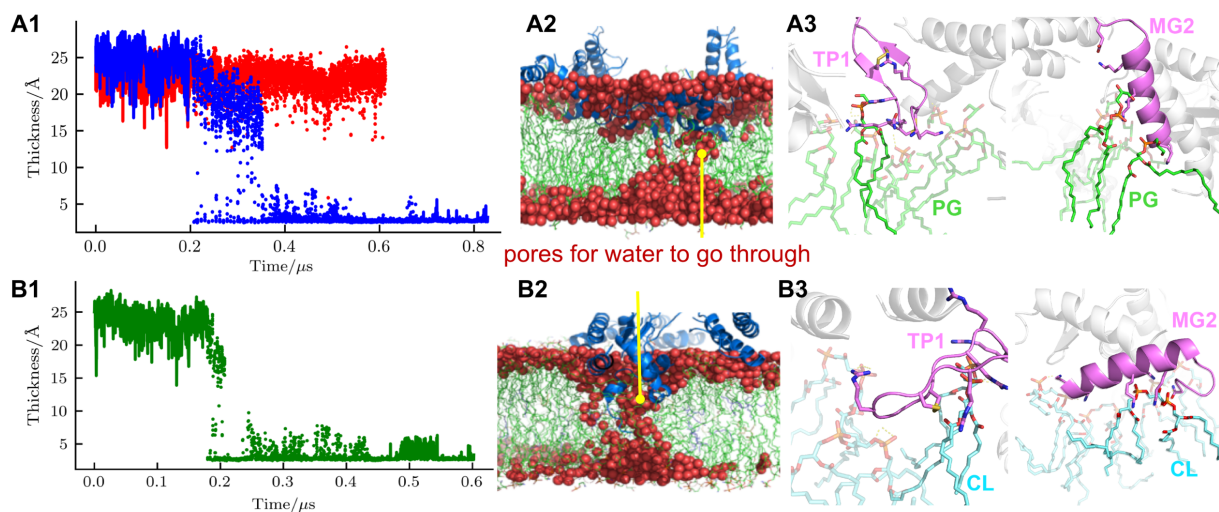 A1
Thickness/Å
25
20
15
10
5
0.0 0.2 0.4 0.6 0.8
Time/μs
A2
pores for water to go through
A3
TP1
PG
MG2
PG
B1
Thickness/Å
25
20
15
10
5
0.0 0.1 0.2 0.3 0.4 0.5 0.6
Time/μs
B2
B3
TP1
CL
MG2
CL